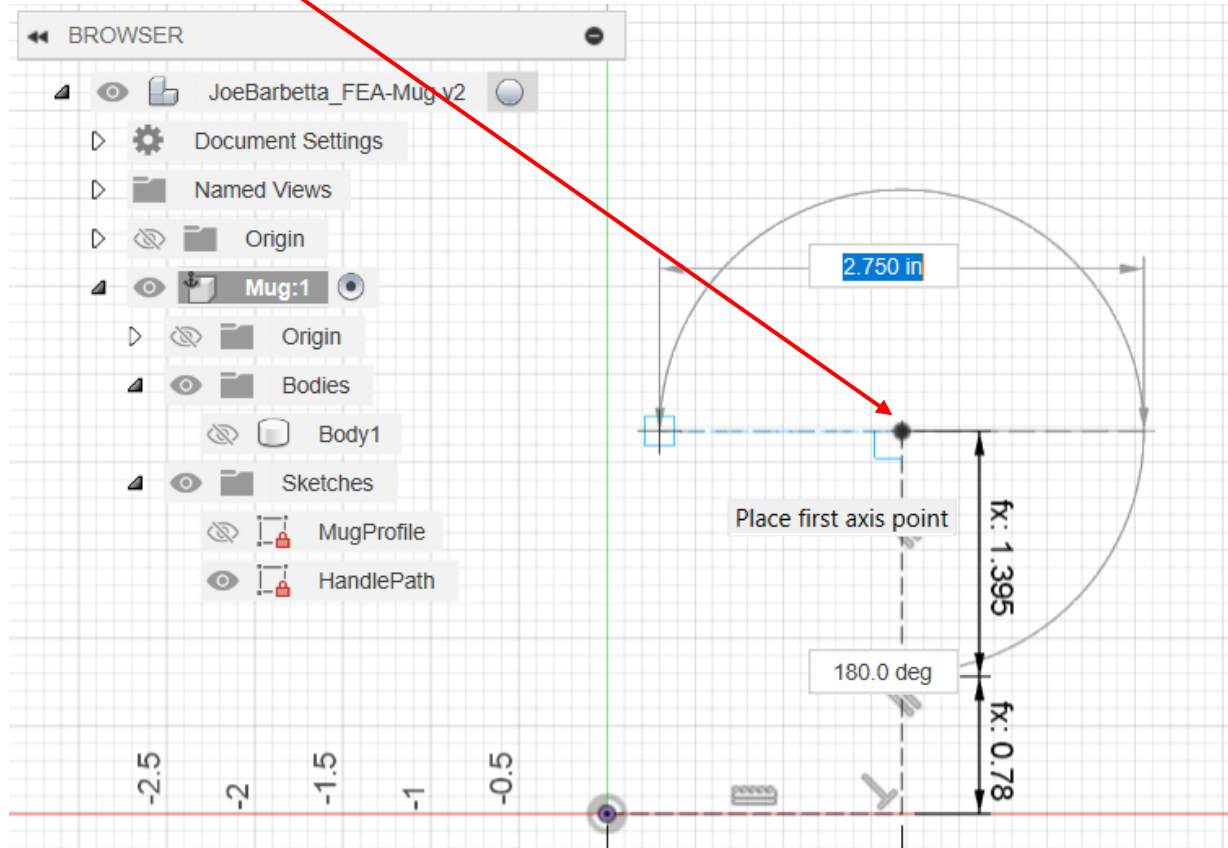 BROWSER
JoeBarbetta_FEA-Mug v2
Document Settings
Named Views
Origin
Mug:1
Origin
Bodies
Body1
Sketches
MugProfile
HandlePath
2.750 in
Place first axis point
fx: 1.395
180.0 deg
fx: 0.78
-2.5
-2
-1.5
-1
-0.5